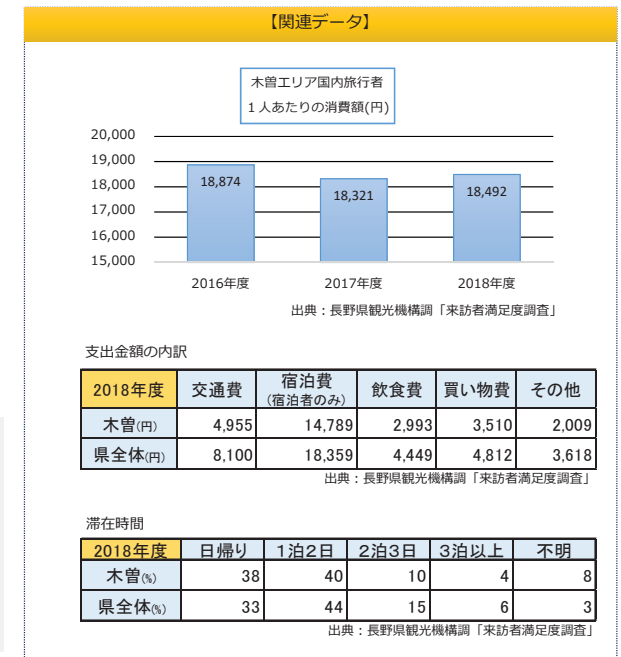 【関連データ】
木曽エリア国内旅行者
１人あたりの消費額(円)
20,000
19,000
18,000
17,000
16,000
15,000
18,874
18,321
18,492
2016年度 2017年度 2018年度
出典：長野県観光機構調「来訪者満足度調査」
支出金額の内訳
2018年度 交通費 宿泊費(宿泊者のみ) 飲食費 買い物費 その他
木曽(円) 4,955 14,789 2,993 3,510 2,009
県全体(円) 8,100 18,359 4,449 4,812 3,618
出典：長野県観光機構調「来訪者満足度調査」
滞在時間
2018年度 日帰り 1泊2日 2泊3日 3泊以上 不明
木曽(%) 38 40 10 4 8
県全体(%) 33 44 15 6 3
出典：長野県観光機構調「来訪者満足度調査」